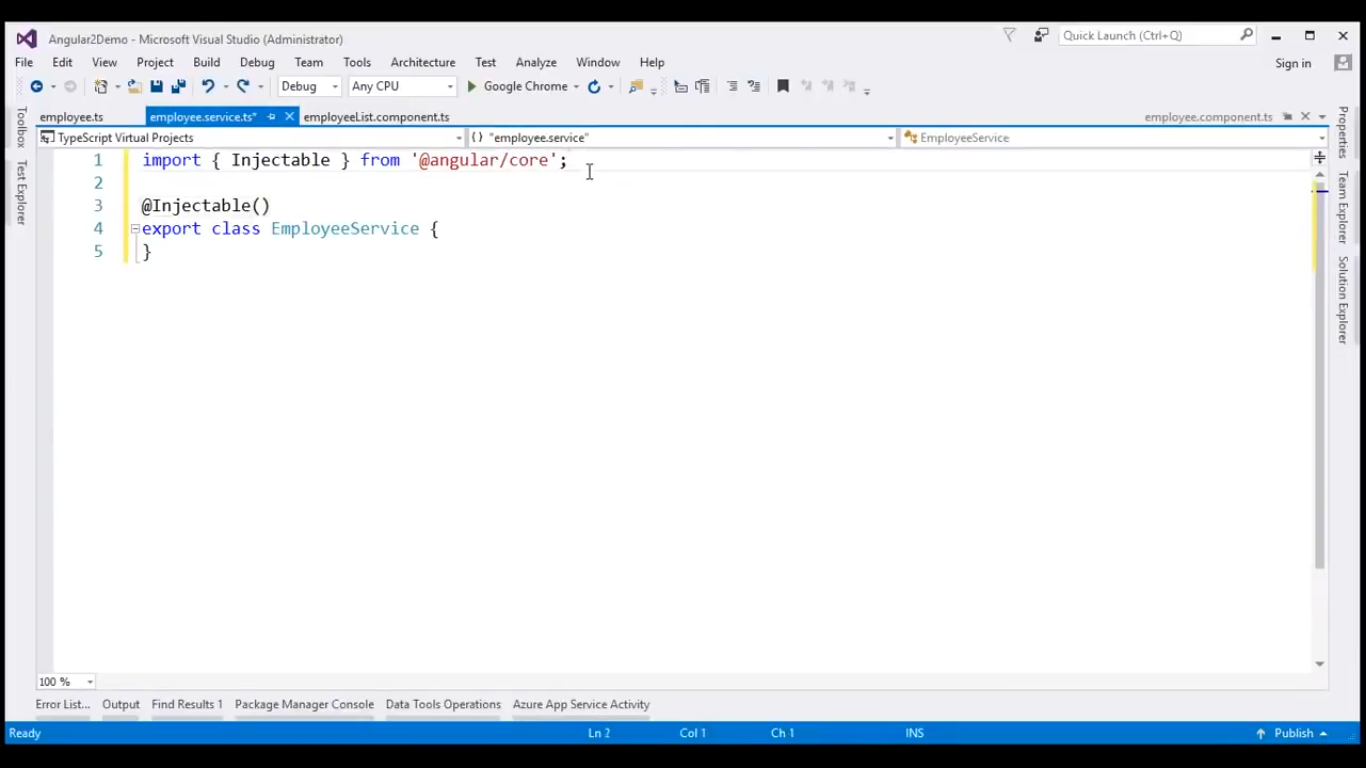 Angular2Demo - Microsoft Visual Studio (Administrator)
Quick Launch (Ctrl+Q)
File Edit View Project Build Debug Team Tools Architecture Test Analyze Window Help
Sign in
Debug Any CPU Google Chrome
employee.ts employee.service.ts* employeeList.component.ts employee.component.ts
TypeScript Virtual Projects {} "employee.service" EmployeeService
Toolbox
Test Explorer
Properties
Team Explorer
Solution Explorer
1 import { Injectable } from '@angular/core';
2
3 @Injectable()
4 export class EmployeeService {
5 }
100 %
Error List... Output Find Results 1 Package Manager Console Data Tools Operations Azure App Service Activity
Ready Ln 2 Col 1 Ch 1 INS Publish